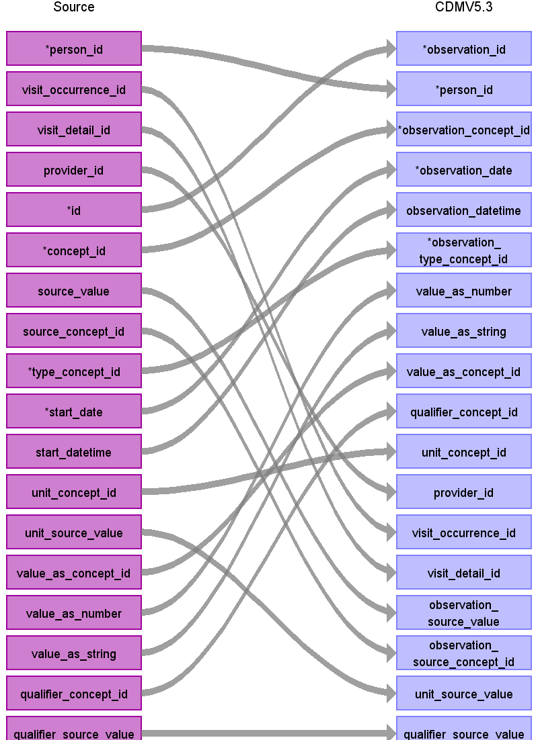 Source
CDMV5.3
*person_id
*observation_id
visit_occurrence_id
*person_id
visit_detail_id
*observation_concept_id
provider_id
*observation_date
*id
observation_datetime
*concept_id
*observation_
type_concept_id
source_value
value_as_number
source_concept_id
value_as_string
*type_concept_id
value_as_concept_id
*start_date
qualifier_concept_id
start_datetime
unit_concept_id
unit_concept_id
provider_id
unit_source_value
visit_occurrence_id
value_as_concept_id
visit_detail_id
value_as_number
observation_
source_value
value_as_string
observation_
source_concept_id
qualifier_concept_id
unit_source_value
qualifier_source_value
qualifier_source_value